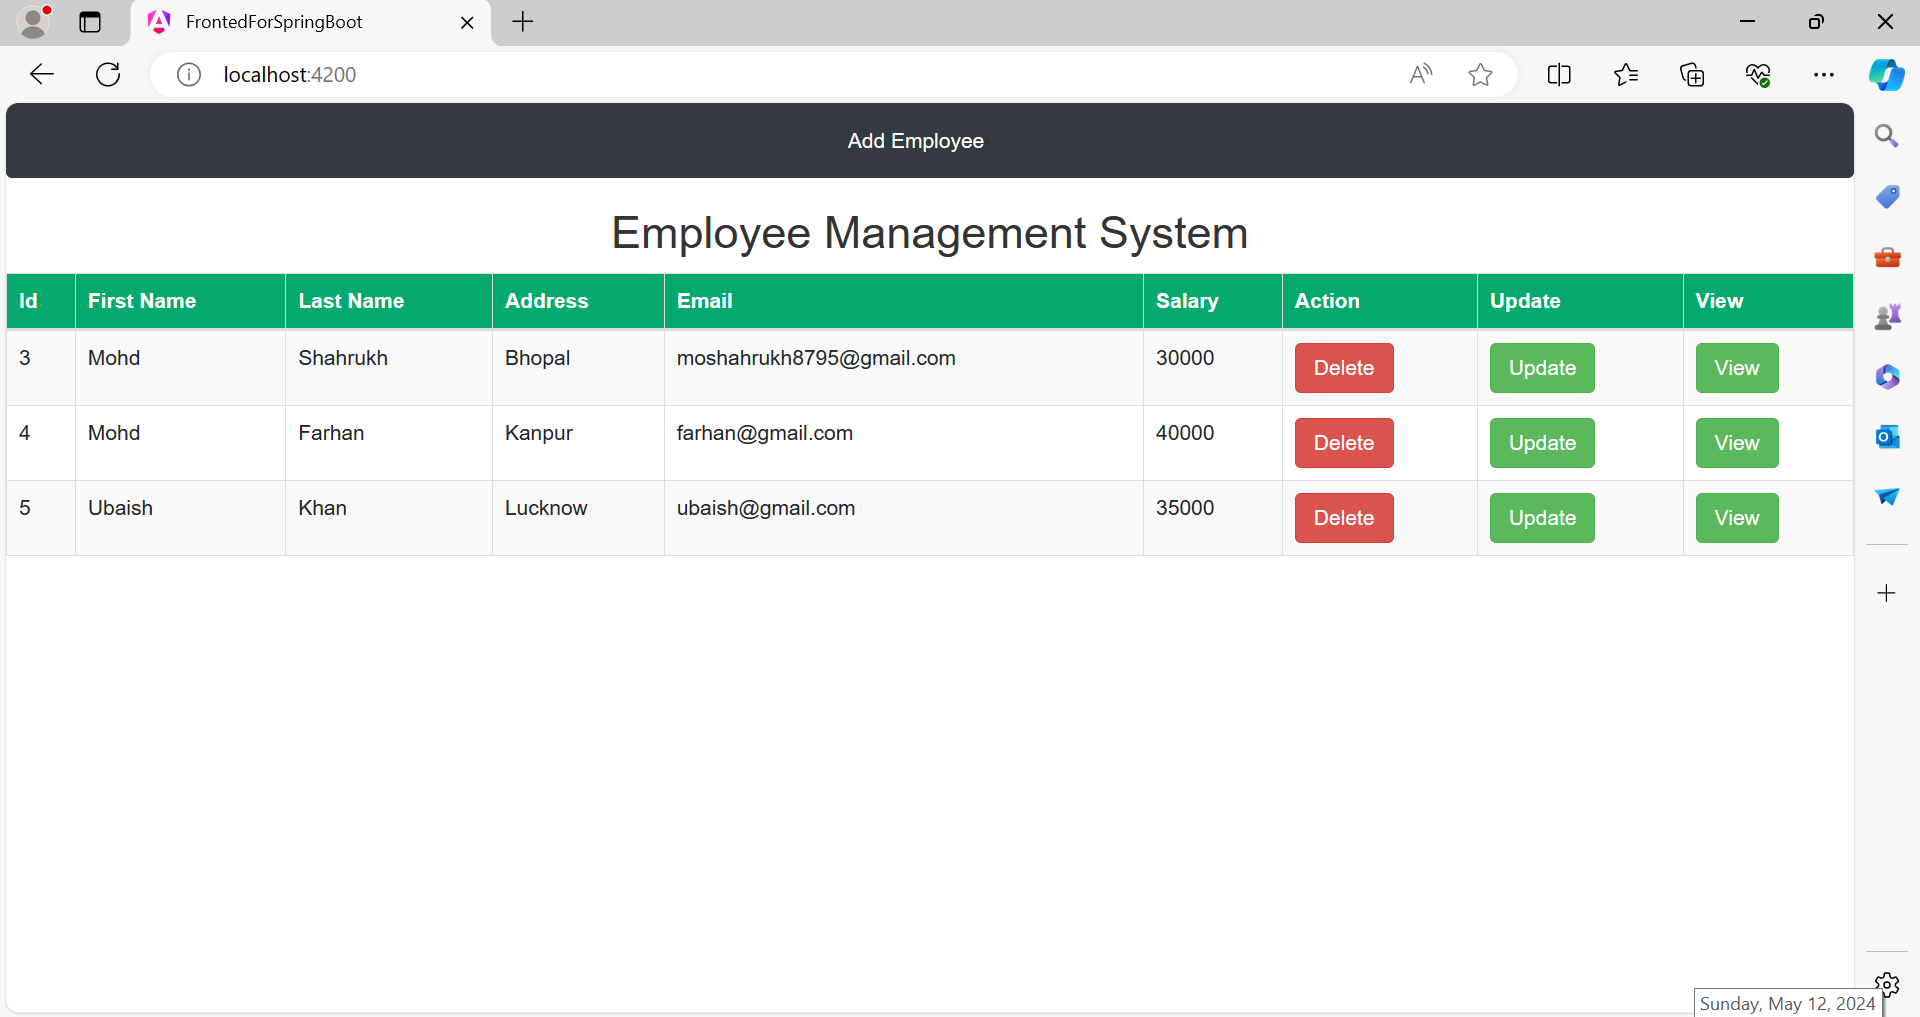 FrontedForSpringBoot
localhost:4200
Add Employee
Employee Management System
Id First Name Last Name Address Email Salary Action Update View
3 Mohd Shahrukh Bhopal moshahrukh8795@gmail.com 30000 Delete Update View
4 Mohd Farhan Kanpur farhan@gmail.com 40000 Delete Update View
5 Ubaish Khan Lucknow ubaish@gmail.com 35000 Delete Update View
Sunday, May 12, 2024